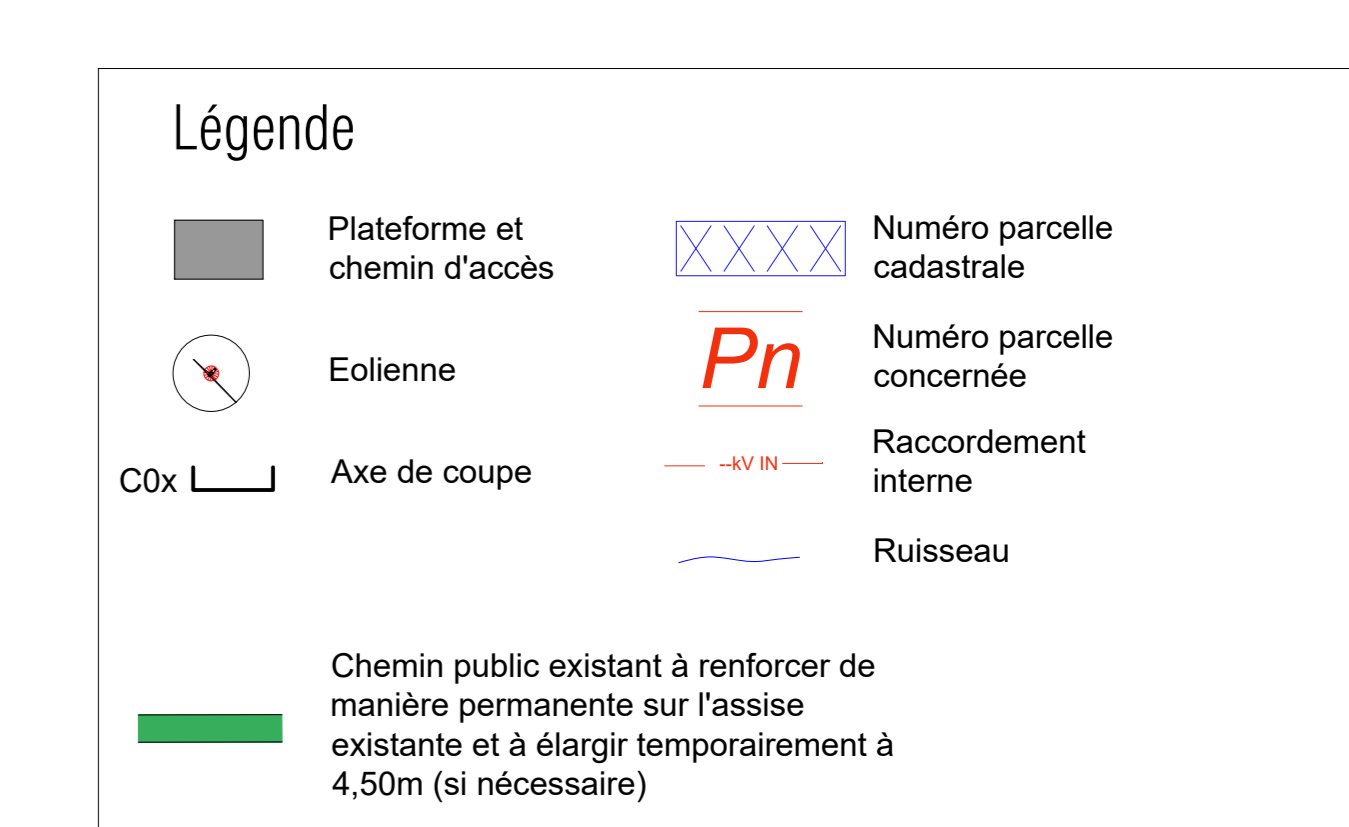 Légende
Plateforme et
chemin d'accès
Eolienne
C0x
Axe de coupe
Numéro parcelle
cadastrale
Pn
Numéro parcelle
concernée
--kV IN
Raccordement
interne
Ruisseau
Chemin public existant à renforcer de
manière permanente sur l'assise
existante et à élargir temporairement à
4,50m (si nécessaire)